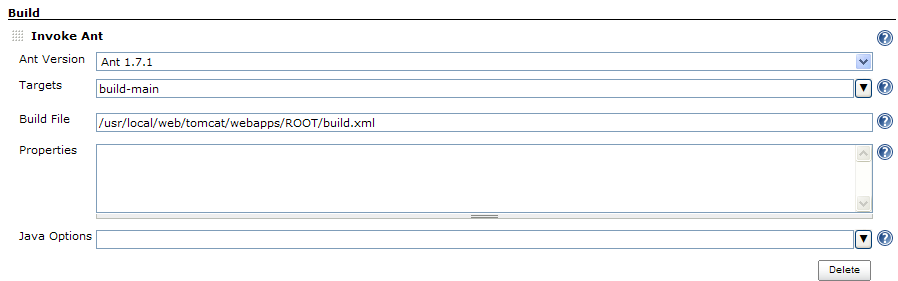 Build
Invoke Ant
Ant Version Ant 1.7.1
Targets build-main
Build File /usr/local/web/tomcat/webapps/ROOT/build.xml
Properties
Java Options
Delete